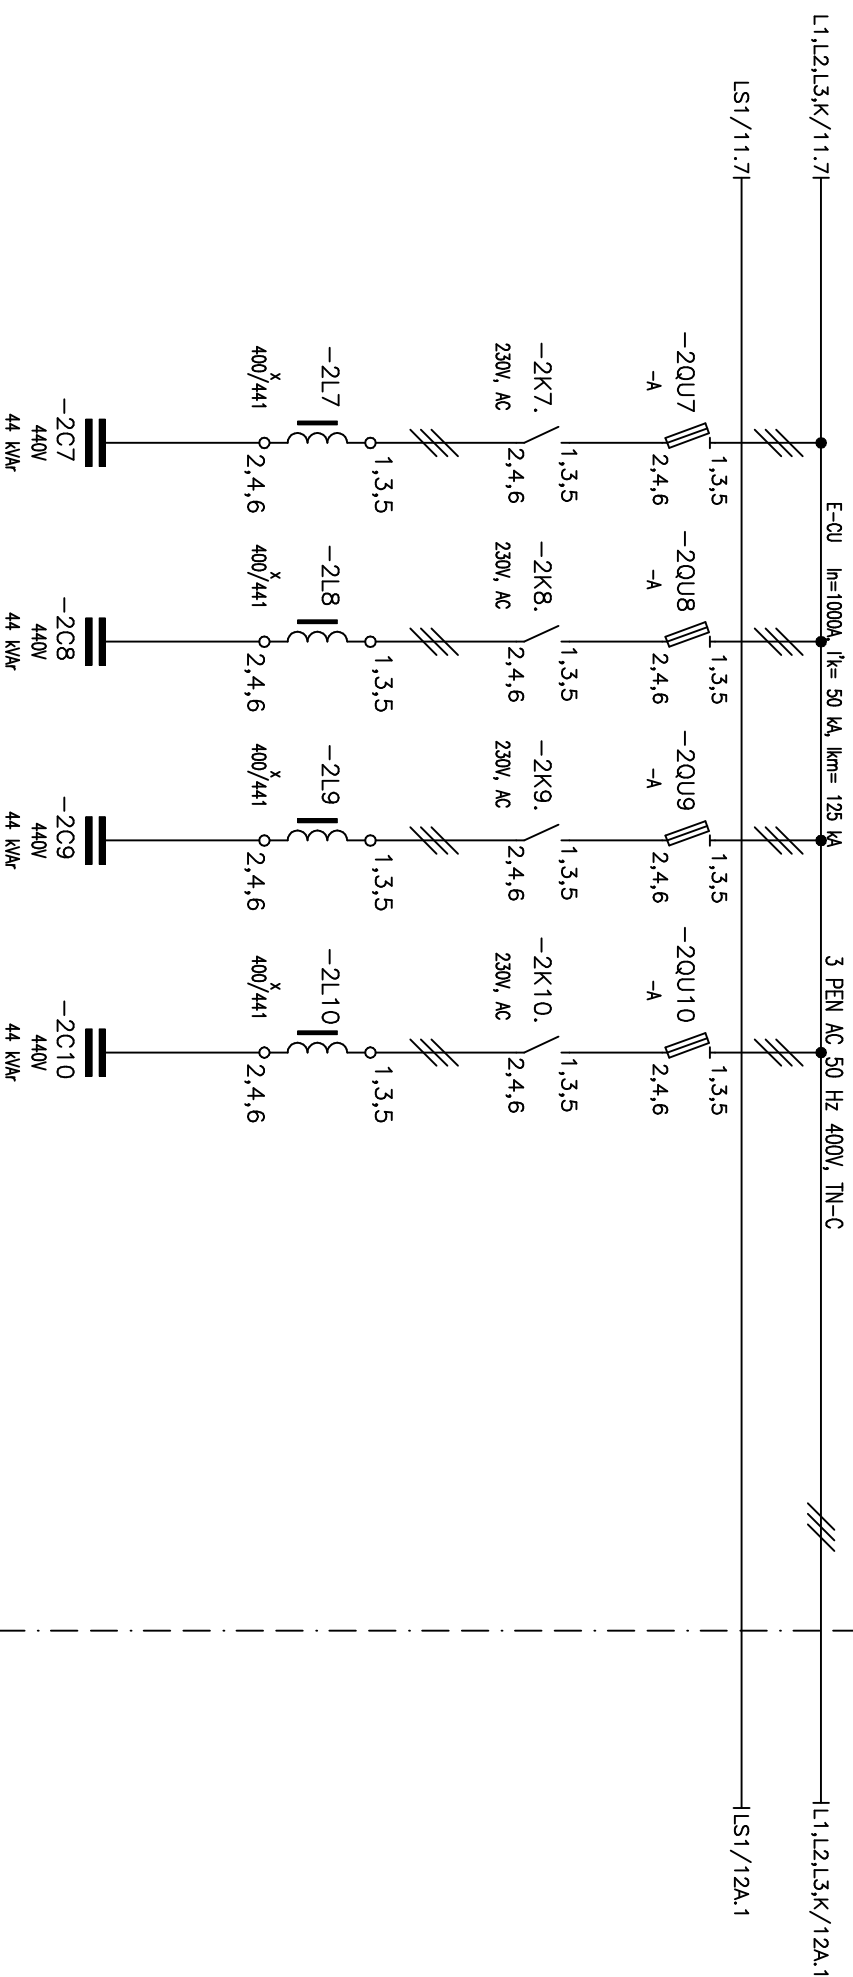 L1,L2,L3,K/11.7
L1,L2,L3,K/12A.1
E-CU In=1000A, I'k= 50 kA, Ikm= 125 kA
3 PEN AC 50 Hz 400V, TN-C
LS1/11.7
LS1/12A.1
-2QU7
-A
1,3,5
2,4,6
-2QU8
-A
1,3,5
2,4,6
-2QU9
-A
1,3,5
2,4,6
-2QU10
-A
1,3,5
2,4,6
-2K7.
230V, AC
1,3,5
2,4,6
-2K8.
230V, AC
1,3,5
2,4,6
-2K9.
230V, AC
1,3,5
2,4,6
-2K10.
230V, AC
1,3,5
2,4,6
-2L7
x
400/441
1,3,5
2,4,6
-2L8
x
400/441
1,3,5
2,4,6
-2L9
x
400/441
1,3,5
2,4,6
-2L10
x
400/441
1,3,5
2,4,6
-2C7
440V
44 kVAr
-2C8
440V
44 kVAr
-2C9
440V
44 kVAr
-2C10
440V
44 kVAr